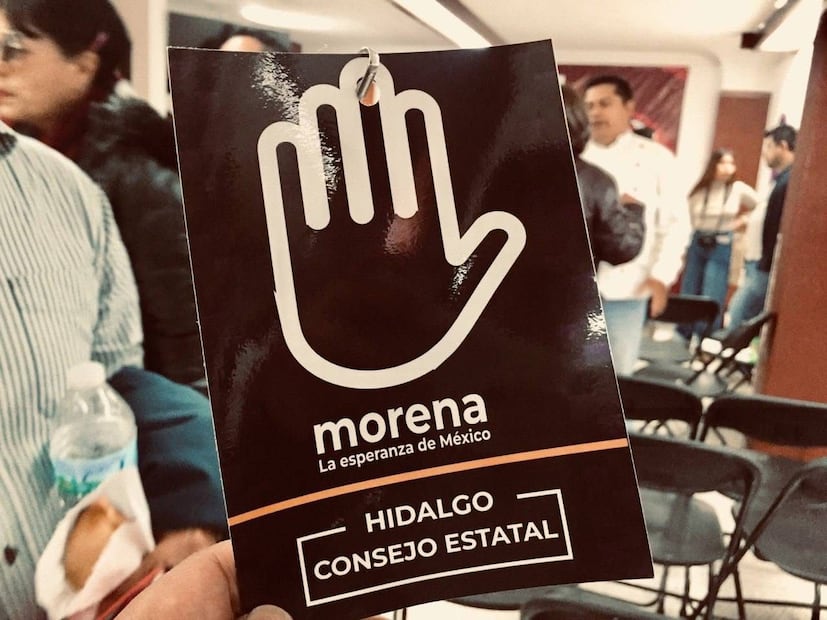 morena
La esperanza de México
HIDALGO
CONSEJO ESTATAL